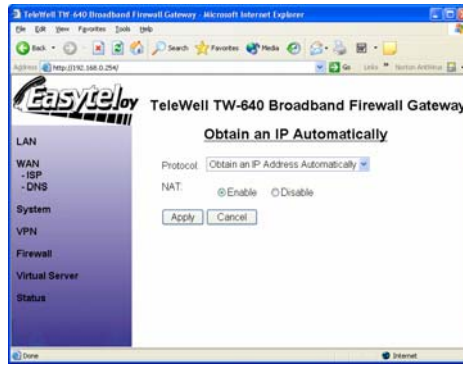 TeleWell TW-640 Broadband Firewall Gateway - Microsoft Internet Explorer
File Edit View Favorites Tools Help
Back Search Favorites Media
Address http://192.168.0.254/ Go Links Norton AntiVirus
Easytel oy
TeleWell TW-640 Broadband Firewall Gateway
Obtain an IP Automatically
LAN
WAN
- ISP
- DNS
System
VPN
Firewall
Virtual Server
Status
Protocol: Obtain an IP Address Automatically
NAT: Enable Disable
Apply Cancel
Done Internet